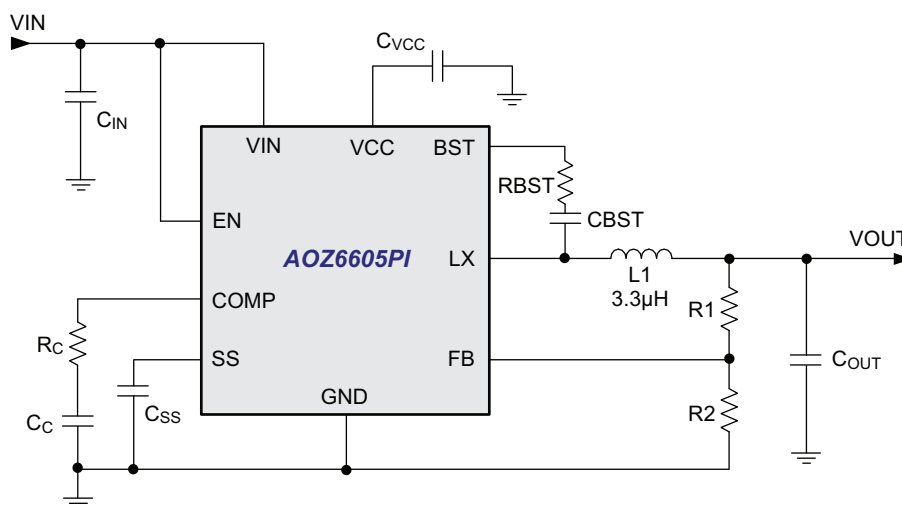 VIN
CVCC
CIN
VIN
VCC
BST
RBST
CBST
EN
AOZ6605PI
LX
VOUT
L1
3.3µH
COMP
R1
RC
SS
FB
COUT
GND
CSS
R2
CC